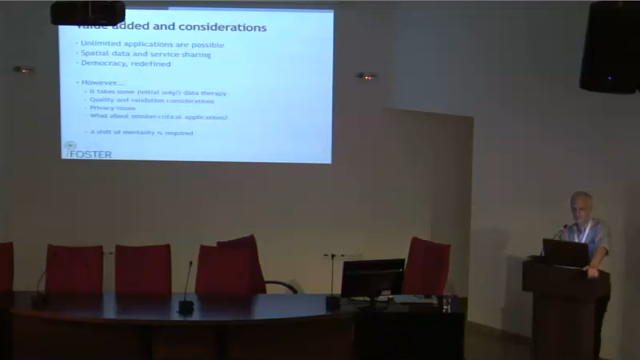 Value added and considerations
- Unlimited applications are possible
- Spatial data and service sharing
- Democracy, redefined
- However...
- It takes some (initial only?) data therapy
- Quality and validation considerations
- Privacy issues
- What about mission-critical applications?
- A shift of mentality is required
FOSTER